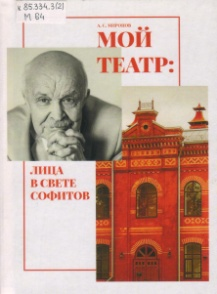 К 85.334.3(2)
М 64
А. С. МИРОНОВ
МОЙ
ТЕАТР:
ЛИЦА
В СВЕТЕ
СОФИТОВ